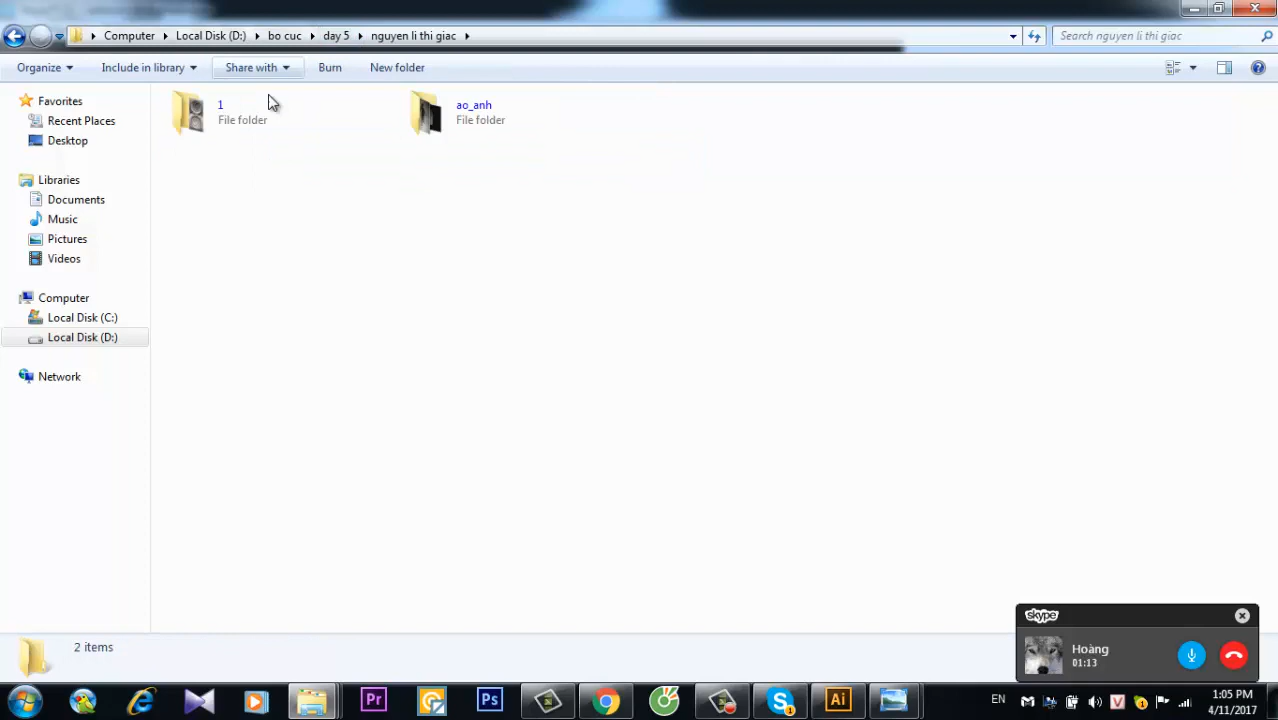 Computer Local Disk (D:) bo cuc day 5 nguyen li thi giac Search nguyen li thi giac
Organize Include in library Share with Burn New folder
Favorites
Recent Places
Desktop
Libraries
Documents
Music
Pictures
Videos
Computer
Local Disk (C:)
Local Disk (D:)
Network
1
File folder
ao_anh
File folder
2 items
skype
Hoàng
01:13
Pr Ps Ai
EN
V
1:05 PM
4/11/2017